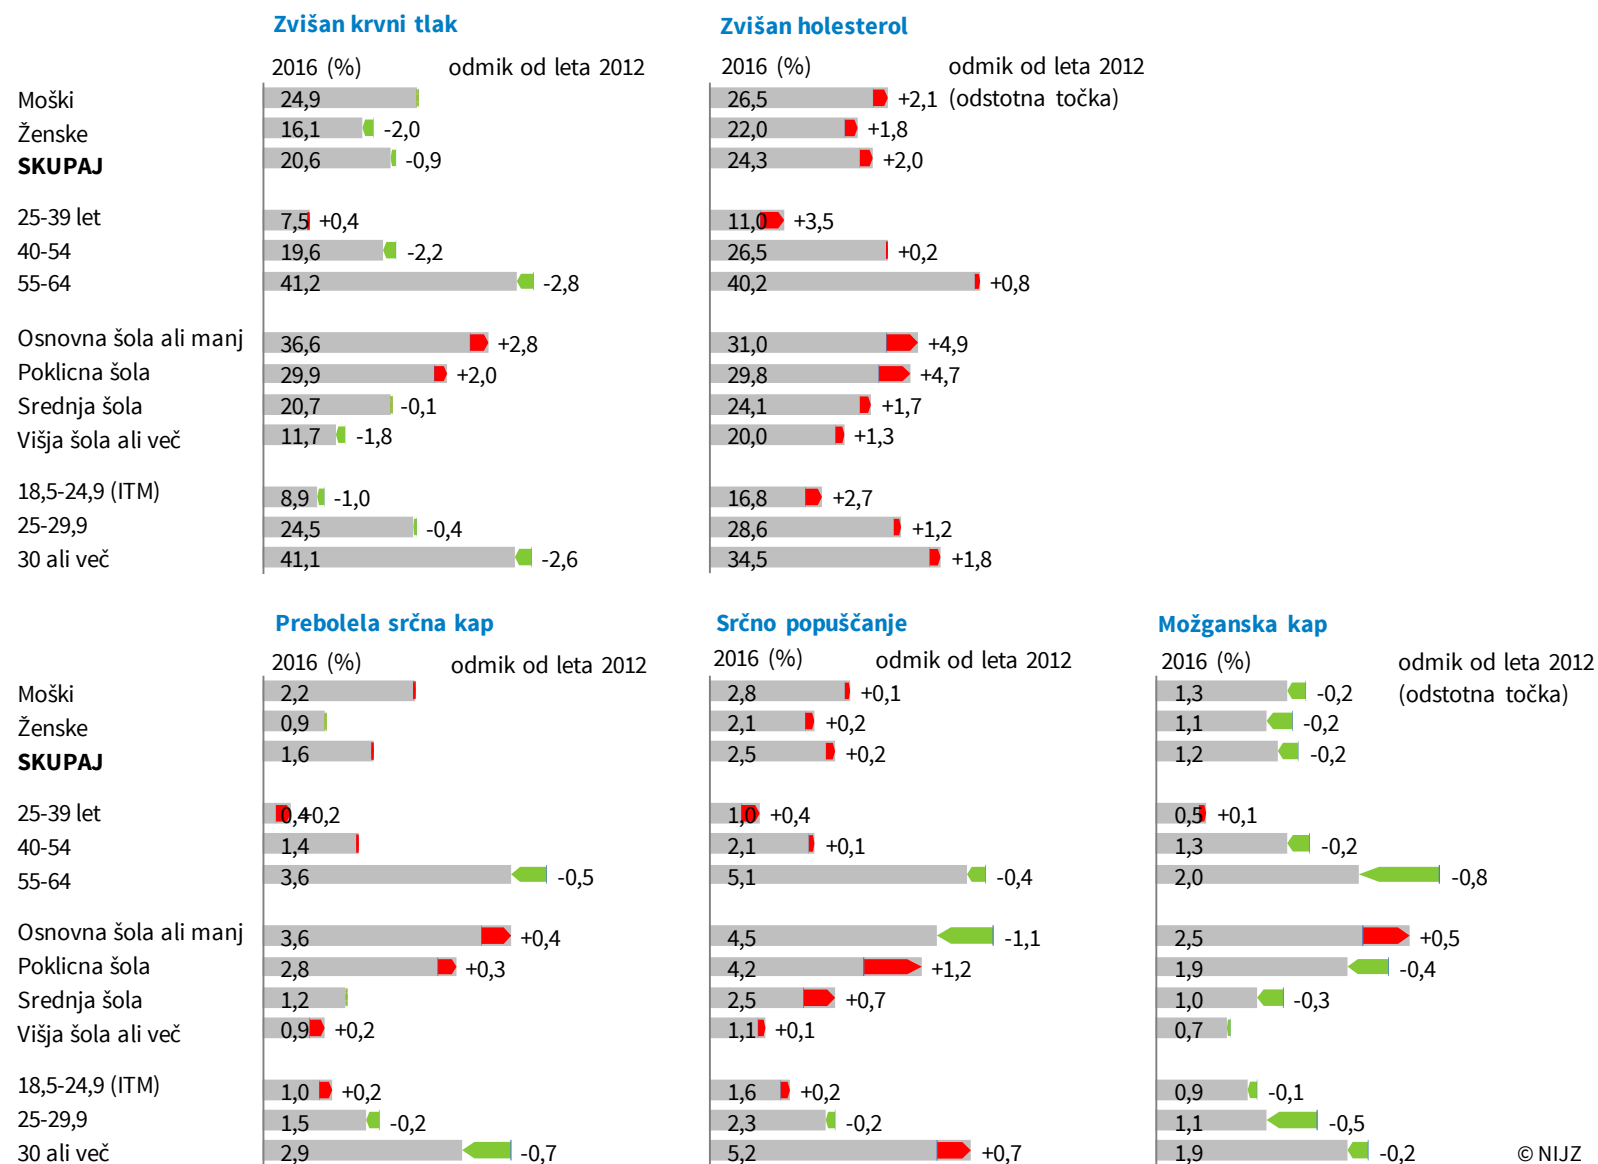 Zvišan krvni tlak Zvišan holesterol
2016 (%) odmik od leta 2012 2016 (%) odmik od leta 2012
(odstotna točka)
Moški 24,9 26,5 +2,1
Ženske 16,1 -2,0 22,0 +1,8
SKUPAJ 20,6 -0,9 24,3 +2,0
25-39 let 7,5 +0,4 11,0 +3,5
40-54 19,6 -2,2 26,5 +0,2
55-64 41,2 -2,8 40,2 +0,8
Osnovna šola ali manj 36,6 +2,8 31,0 +4,9
Poklicna šola 29,9 +2,0 29,8 +4,7
Srednja šola 20,7 -0,1 24,1 +1,7
Višja šola ali več 11,7 -1,8 20,0 +1,3
18,5-24,9 (ITM) 8,9 -1,0 16,8 +2,7
25-29,9 24,5 -0,4 28,6 +1,2
30 ali več 41,1 -2,6 34,5 +1,8
Prebolela srčna kap Srčno popuščanje Možganska kap
2016 (%) odmik od leta 2012 2016 (%) odmik od leta 2012 2016 (%) odmik od leta 2012
(odstotna točka)
Moški 2,2 2,8 +0,1 1,3 -0,2
Ženske 0,9 2,1 +0,2 1,1 -0,2
SKUPAJ 1,6 2,5 +0,2 1,2 -0,2
25-39 let 0,4 +0,2 1,0 +0,4 0,5 +0,1
40-54 1,4 2,1 +0,1 1,3 -0,2
55-64 3,6 -0,5 5,1 -0,4 2,0 -0,8
Osnovna šola ali manj 3,6 +0,4 4,5 -1,1 2,5 +0,5
Poklicna šola 2,8 +0,3 4,2 +1,2 1,9 -0,4
Srednja šola 1,2 2,5 +0,7 1,0 -0,3
Višja šola ali več 0,9 +0,2 1,1 +0,1 0,7
18,5-24,9 (ITM) 1,0 +0,2 1,6 +0,2 0,9 -0,1
25-29,9 1,5 -0,2 2,3 -0,2 1,1 -0,5
30 ali več 2,9 -0,7 5,2 +0,7 1,9 -0,2
© NIJZ